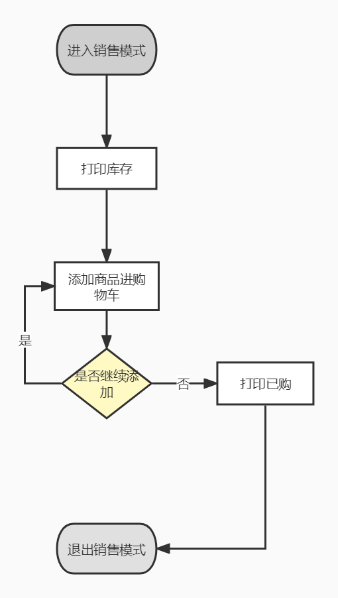 进入销售模式
打印库存
添加商品进购
物车
是
是否继续添
加
否
打印已购
退出销售模式